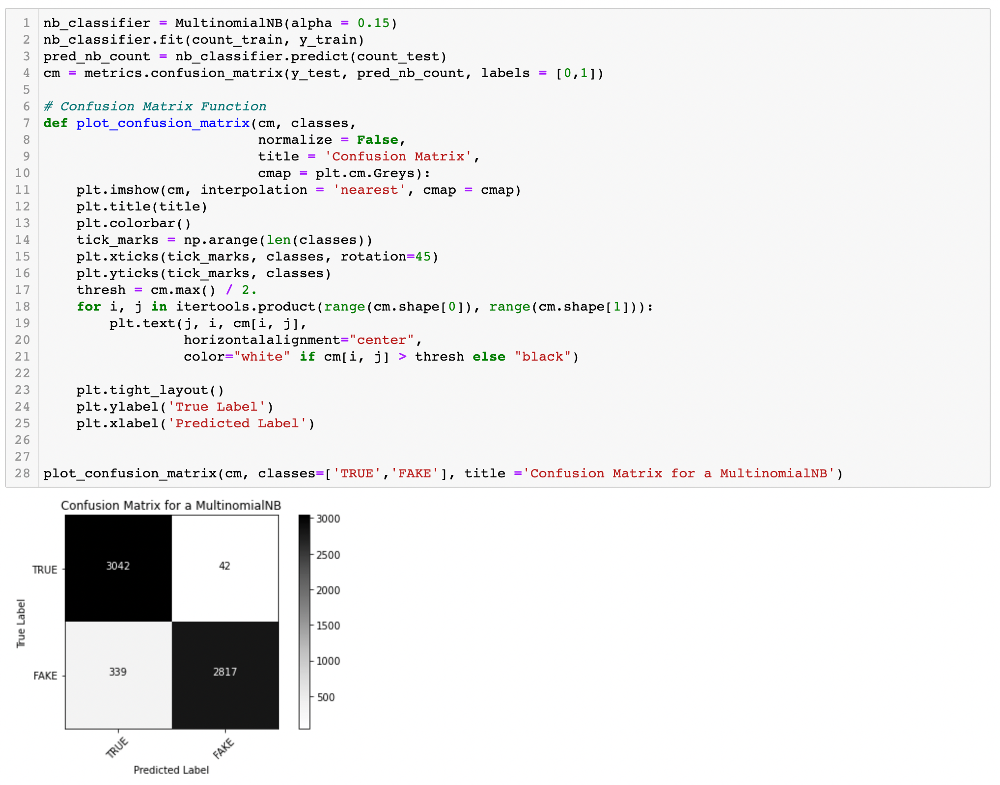 1 nb_classifier = MultinomialNB(alpha = 0.15)
2 nb_classifier.fit(count_train, y_train)
3 pred_nb_count = nb_classifier.predict(count_test)
4 cm = metrics.confusion_matrix(y_test, pred_nb_count, labels = [0,1])
5
6 # Confusion Matrix Function
7 def plot_confusion_matrix(cm, classes,
8                           normalize = False,
9                           title = 'Confusion Matrix',
10                           cmap = plt.cm.Greys):
11     plt.imshow(cm, interpolation = 'nearest', cmap = cmap)
12     plt.title(title)
13     plt.colorbar()
14     tick_marks = np.arange(len(classes))
15     plt.xticks(tick_marks, classes, rotation=45)
16     plt.yticks(tick_marks, classes)
17     thresh = cm.max() / 2.
18     for i, j in itertools.product(range(cm.shape[0]), range(cm.shape[1])):
19         plt.text(j, i, cm[i, j],
20                  horizontalalignment="center",
21                  color="white" if cm[i, j] > thresh else "black")
22
23     plt.tight_layout()
24     plt.ylabel('True Label')
25     plt.xlabel('Predicted Label')
26
27
28 plot_confusion_matrix(cm, classes=['TRUE','FAKE'], title ='Confusion Matrix for a MultinomialNB')
Confusion Matrix for a MultinomialNB
True Label
TRUE
FAKE
3042 42
339 2817
TRUE FAKE
Predicted Label
3000
2500
2000
1500
1000
500